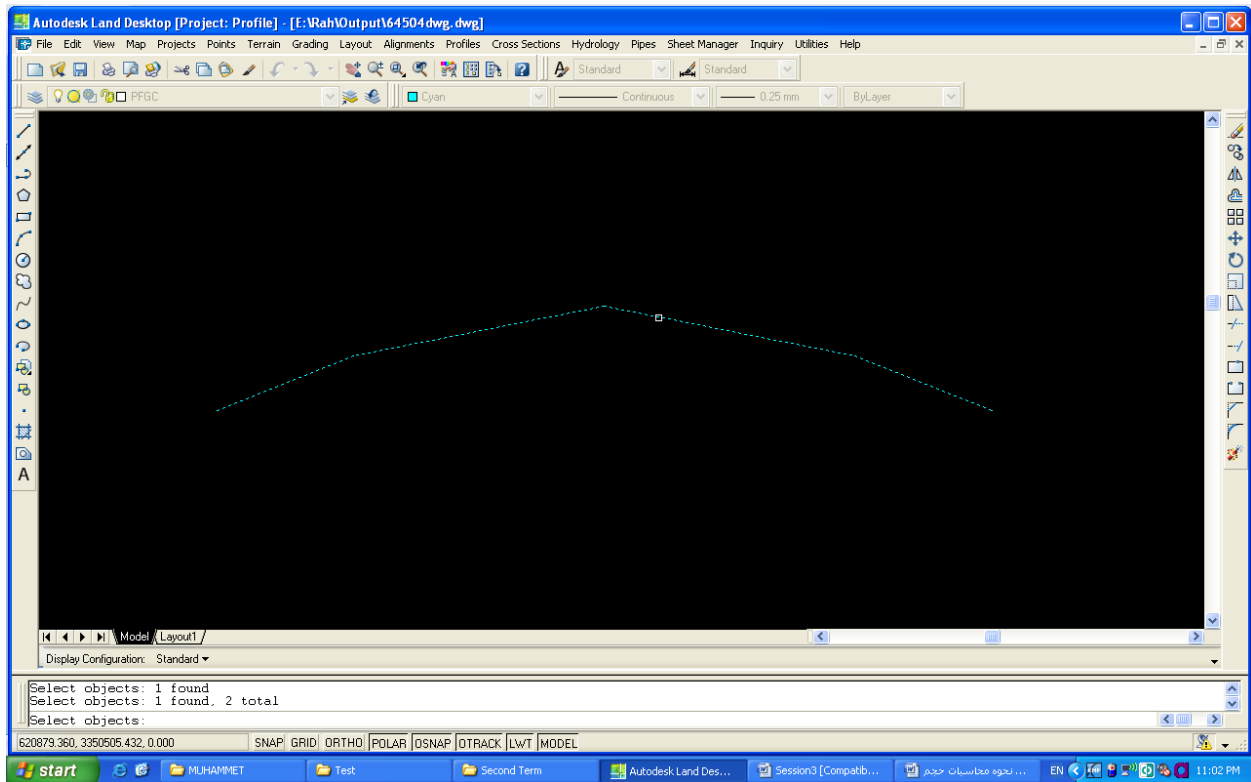 Autodesk Land Desktop [Project: Profile] - [E:\Rah\Output\64504dwg.dwg]
File Edit View Map Projects Points Terrain Grading Layout Alignments Profiles Cross Sections Hydrology Pipes Sheet Manager Inquiry Utilities Help
Standard Standard
PFGC Cyan Continuous 0.25 mm ByLayer
A
Model Layout1
Display Configuration: Standard
Select objects: 1 found
Select objects: 1 found, 2 total
Select objects:
620879.360, 3350505.432, 0.000 SNAP GRID ORTHO POLAR OSNAP OTRACK LWT MODEL
start MUHAMMET Test Second Term Autodesk Land Des... Session3 [Compatib... نحوه محاسبات حجم ... EN 11:02 PM